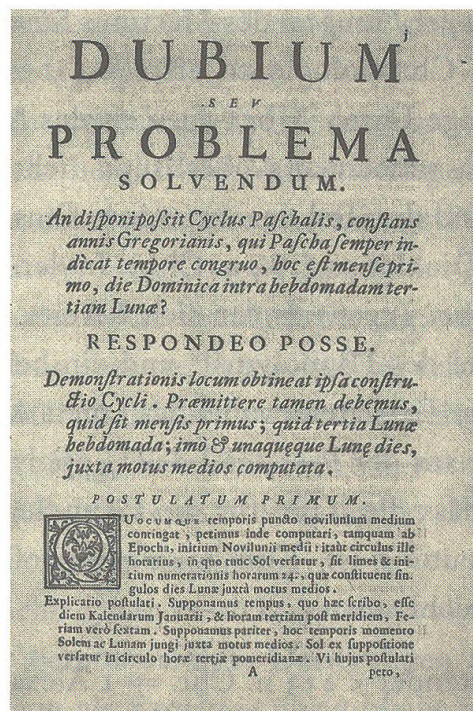 DUBIUM
SEV
PROBLEMA
SOLVENDUM.
An disponi possit Cyclus Paschalis, constans
annis Gregorianis, qui Pascha semper in-
dicat tempore congruo, hoc est mense pri-
mo, die Dominica intra hebdomadam ter-
tiam Lunæ?
RESPONDEO POSSE.
Demonstrationis locum obtineat ipsa constru-
ctio Cycli. Præmittere tamen debemus,
quid sit mensis primus; quid tertia Lunæ
hebdomada; imò & unaquęque Lunę dies,
juxta motus medios computata.
POSTULATUM PRIMUM.
QUOCUMQUE temporis puncto novilunium medium
contingat, petimus inde computari, tamquam ab
Epocha, initium Novilunii medii: itaùt circulus ille
horarius, in quo tunc Sol versatur, sit limes & ini-
tium numerationis horarum 24., quæ constituent sin-
gulos dies Lunæ juxtà motus medios.
Explicatio postulati. Supponamus tempus, quo hæc scribo, esse
diem Kalendarum Januarii, & horam tertiam post meridiem, Fe-
riam verò sextam. Supponamus pariter, hoc temporis momento
Solem ac Lunam jungi juxta motus medios. Sol ex suppositione
versatur in circulo horæ tertiæ pomeridianæ. Vi hujus postulati
A peto,